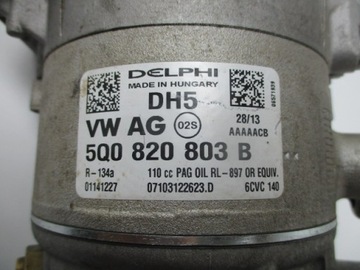 DELPHI
MADE IN HUNGARY
DH5
VW AG 02S
28/13
AAAAACB
5Q0 820 803 B
R-134a 110 cc PAG OIL RL-897 OR EQUIV.
01141227 07103122623.D 6CVC 140